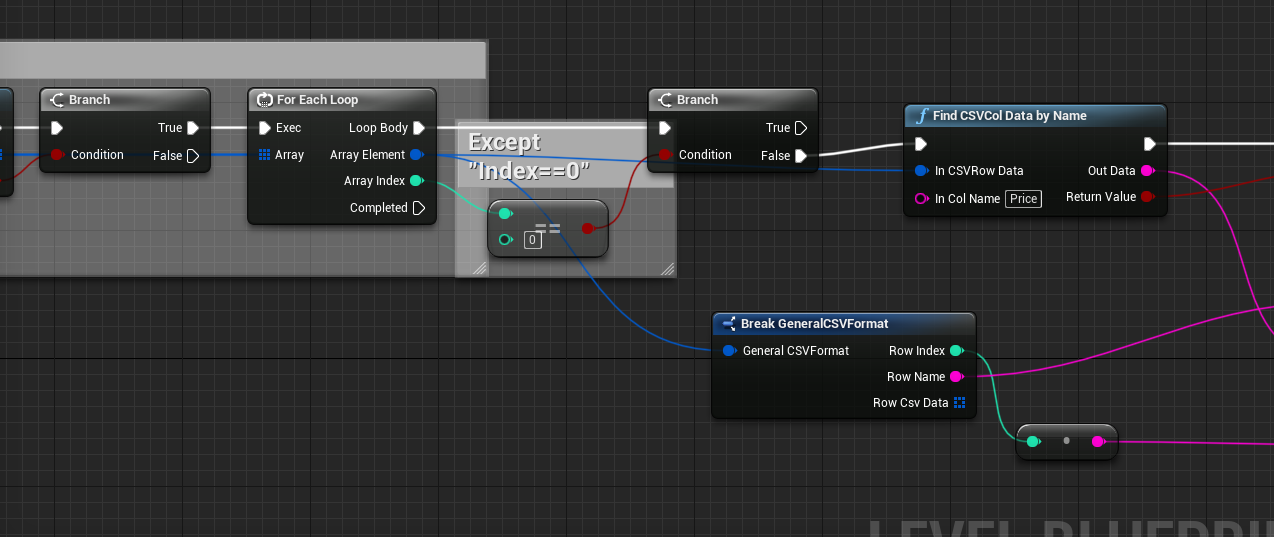 Branch
True
Condition
False
For Each Loop
Exec
Loop Body
Array
Array Element
Array Index
Completed
Except
"Index==0"
==
0
Branch
True
Condition
False
Find CSVCol Data by Name
In CSVRow Data
Out Data
In Col Name
Price
Return Value
Break GeneralCSVFormat
General CSVFormat
Row Index
Row Name
Row Csv Data
LEVEL BLUEPRI